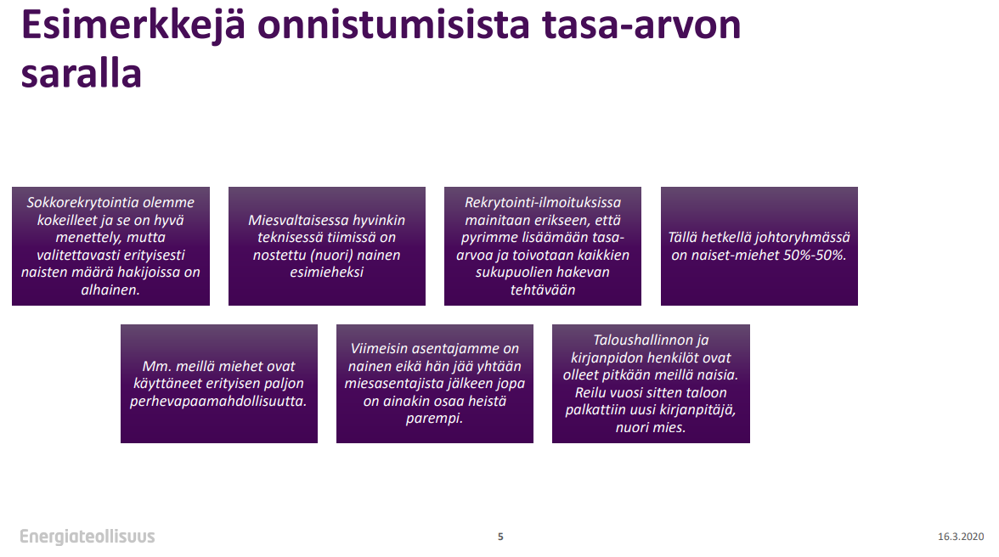 Esimerkkejä onnistumisista tasa-arvon
saralla
Sokkorekrytointia olemme
kokeilleet ja se on hyvä
menettely, mutta
valitettavasti erityisesti
naisten määrä hakijoissa on
alhainen.
Miesvaltaisessa hyvinkin
teknisessä tiimissä on
nostettu (nuori) nainen
esimieheksi
Rekrytointi-ilmoituksissa
mainitaan erikseen, että
pyrimme lisäämään tasa-
arvoa ja toivotaan kaikkien
sukupuolien hakevan
tehtävään
Tällä hetkellä johtoryhmässä
on naiset-miehet 50%-50%.
Mm. meillä miehet ovat
käyttäneet erityisen paljon
perhevapaamahdollisuutta.
Viimeisin asentajamme on
nainen eikä hän jää yhtään
miesasentajista jälkeen jopa
on ainakin osaa heistä
parempi.
Taloushallinnon ja
kirjanpidon henkilöt ovat
olleet pitkään meillä naisia.
Reilu vuosi sitten taloon
palkattiin uusi kirjanpitäjä,
nuori mies.
Energiateollisuus
5
16.3.2020